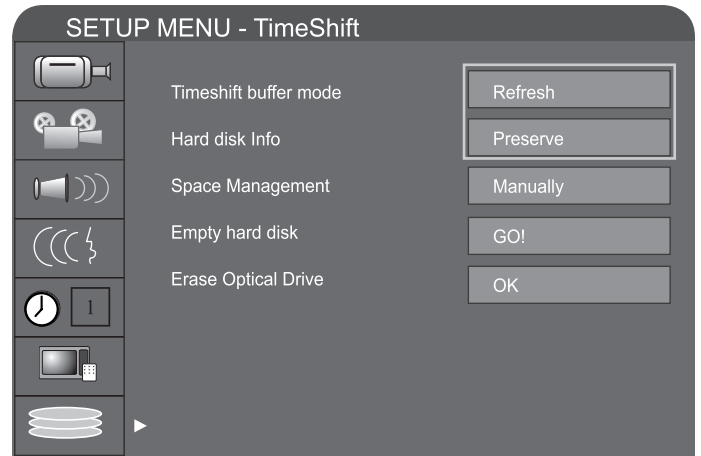 SETUP MENU - TimeShift
Timeshift buffer mode Refresh
Hard disk Info Preserve
Space Management Manually
Empty hard disk GO!
Erase Optical Drive OK
1